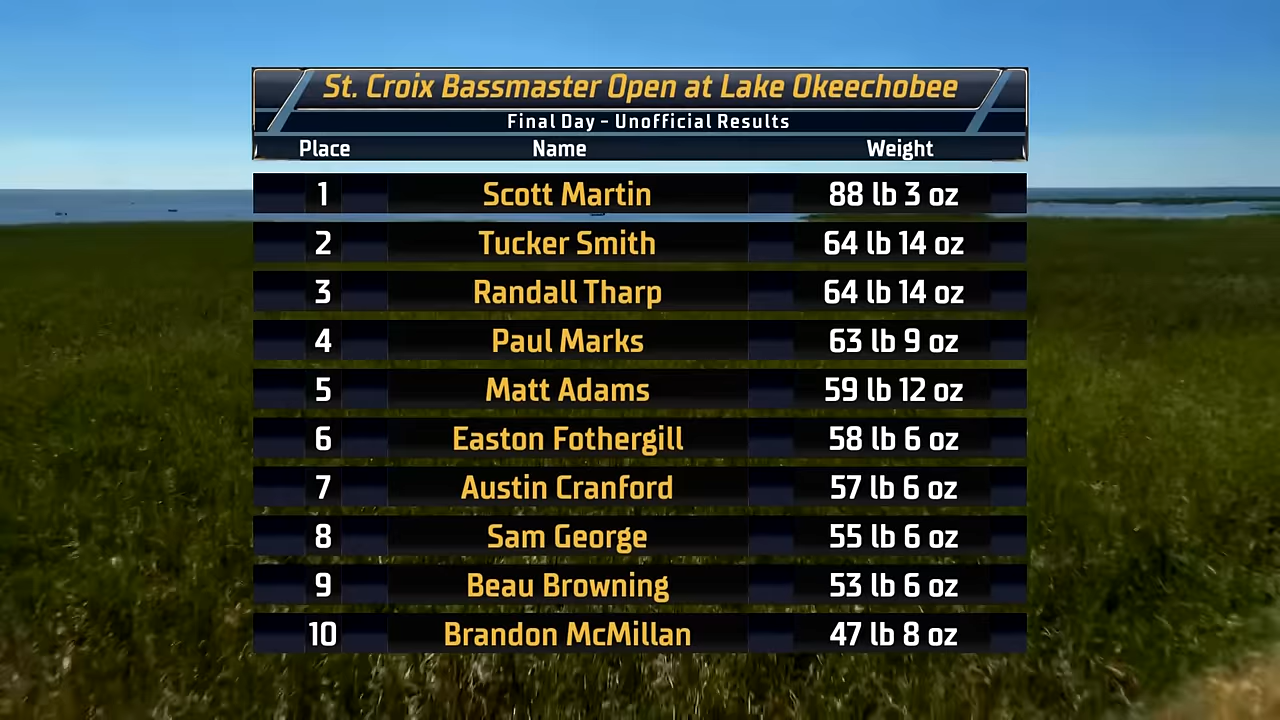 St. Croix Bassmaster Open at Lake Okeechobee
Final Day - Unofficial Results
Place Name Weight
1 Scott Martin 88 lb 3 oz
2 Tucker Smith 64 lb 14 oz
3 Randall Tharp 64 lb 14 oz
4 Paul Marks 63 lb 9 oz
5 Matt Adams 59 lb 12 oz
6 Easton Fothergill 58 lb 6 oz
7 Austin Cranford 57 lb 6 oz
8 Sam George 55 lb 6 oz
9 Beau Browning 53 lb 6 oz
10 Brandon McMillan 47 lb 8 oz